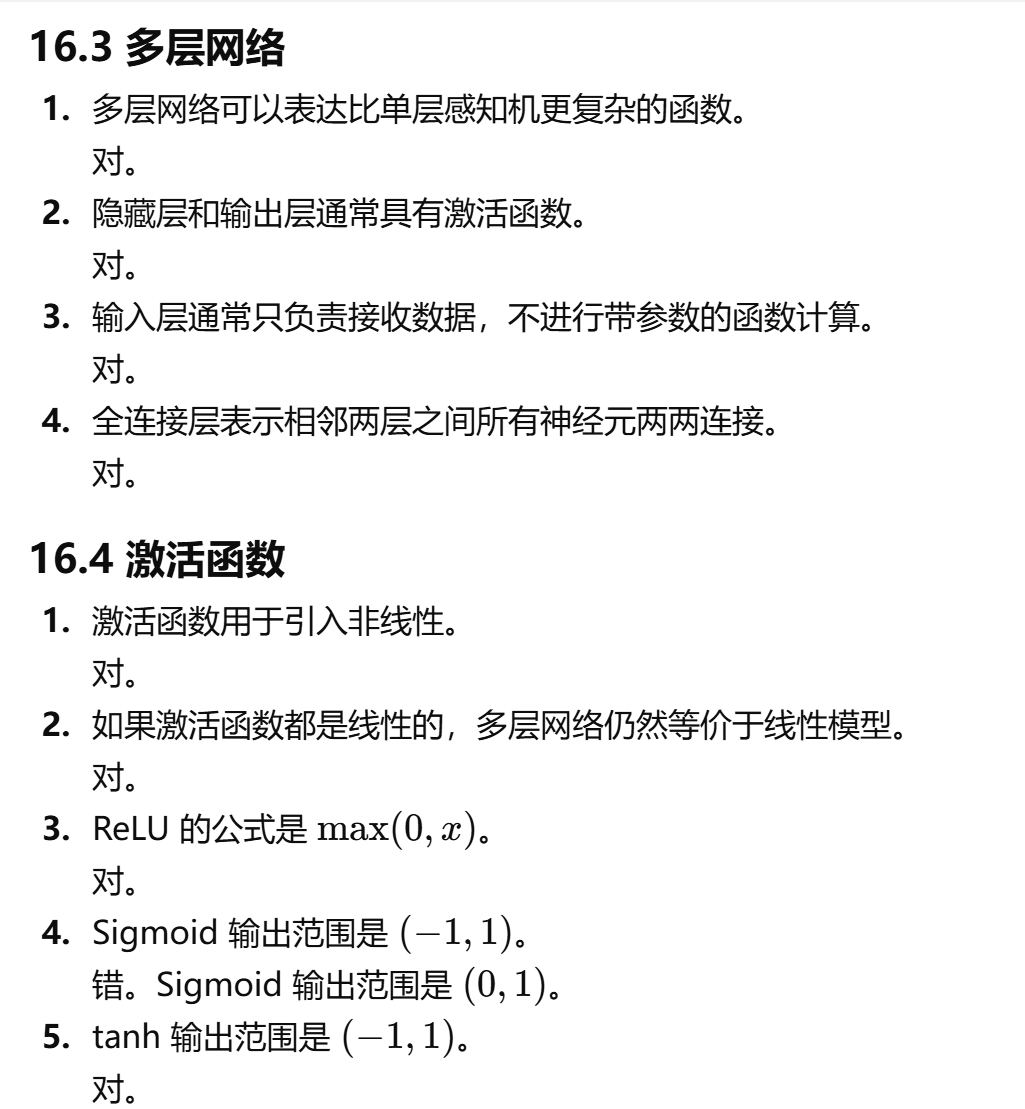 16.3 多层网络
1. 多层网络可以表达比单层感知机更复杂的函数。
对。
2. 隐藏层和输出层通常具有激活函数。
对。
3. 输入层通常只负责接收数据，不进行带参数的函数计算。
对。
4. 全连接层表示相邻两层之间所有神经元两两连接。
对。
16.4 激活函数
1. 激活函数用于引入非线性。
对。
2. 如果激活函数都是线性的，多层网络仍然等价于线性模型。
对。
3. ReLU 的公式是 max(0, x)。
对。
4. Sigmoid 输出范围是 (−1, 1)。
错。Sigmoid 输出范围是 (0, 1)。
5. tanh 输出范围是 (−1, 1)。
对。